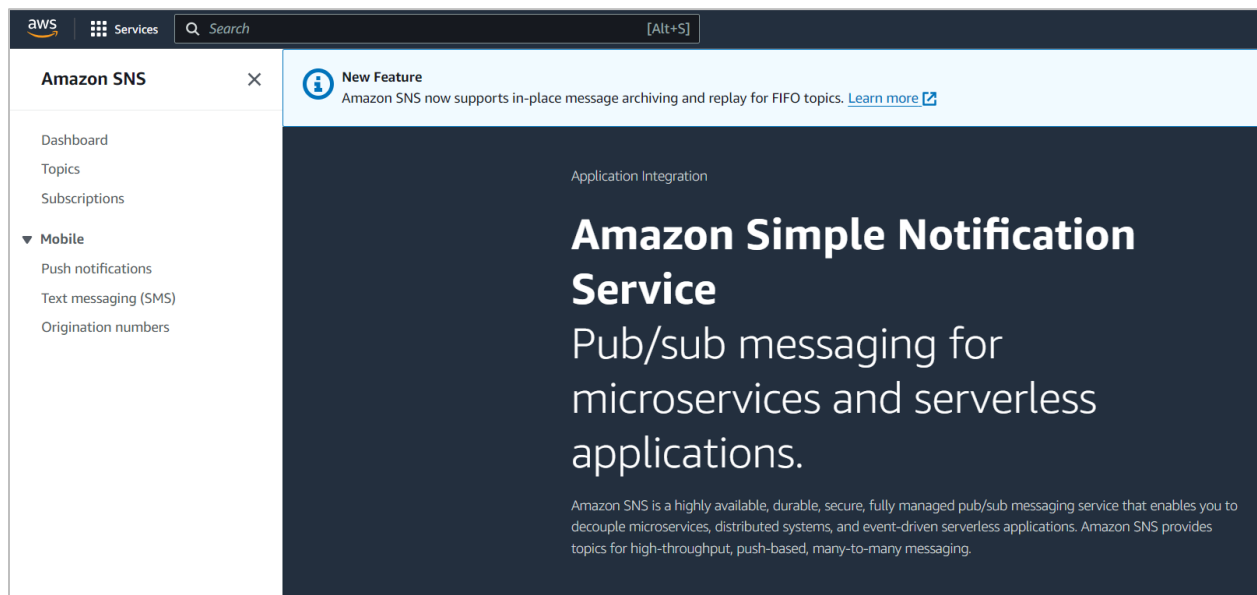 aws
Services
Search
[Alt+S]
Amazon SNS
New Feature
Amazon SNS now supports in-place message archiving and replay for FIFO topics. Learn more
Dashboard
Topics
Subscriptions
Mobile
Push notifications
Text messaging (SMS)
Origination numbers
Application Integration
Amazon Simple Notification
Service
Pub/sub messaging for
microservices and serverless
applications.
Amazon SNS is a highly available, durable, secure, fully managed pub/sub messaging service that enables you to
decouple microservices, distributed systems, and event-driven serverless applications. Amazon SNS provides
topics for high-throughput, push-based, many-to-many messaging.